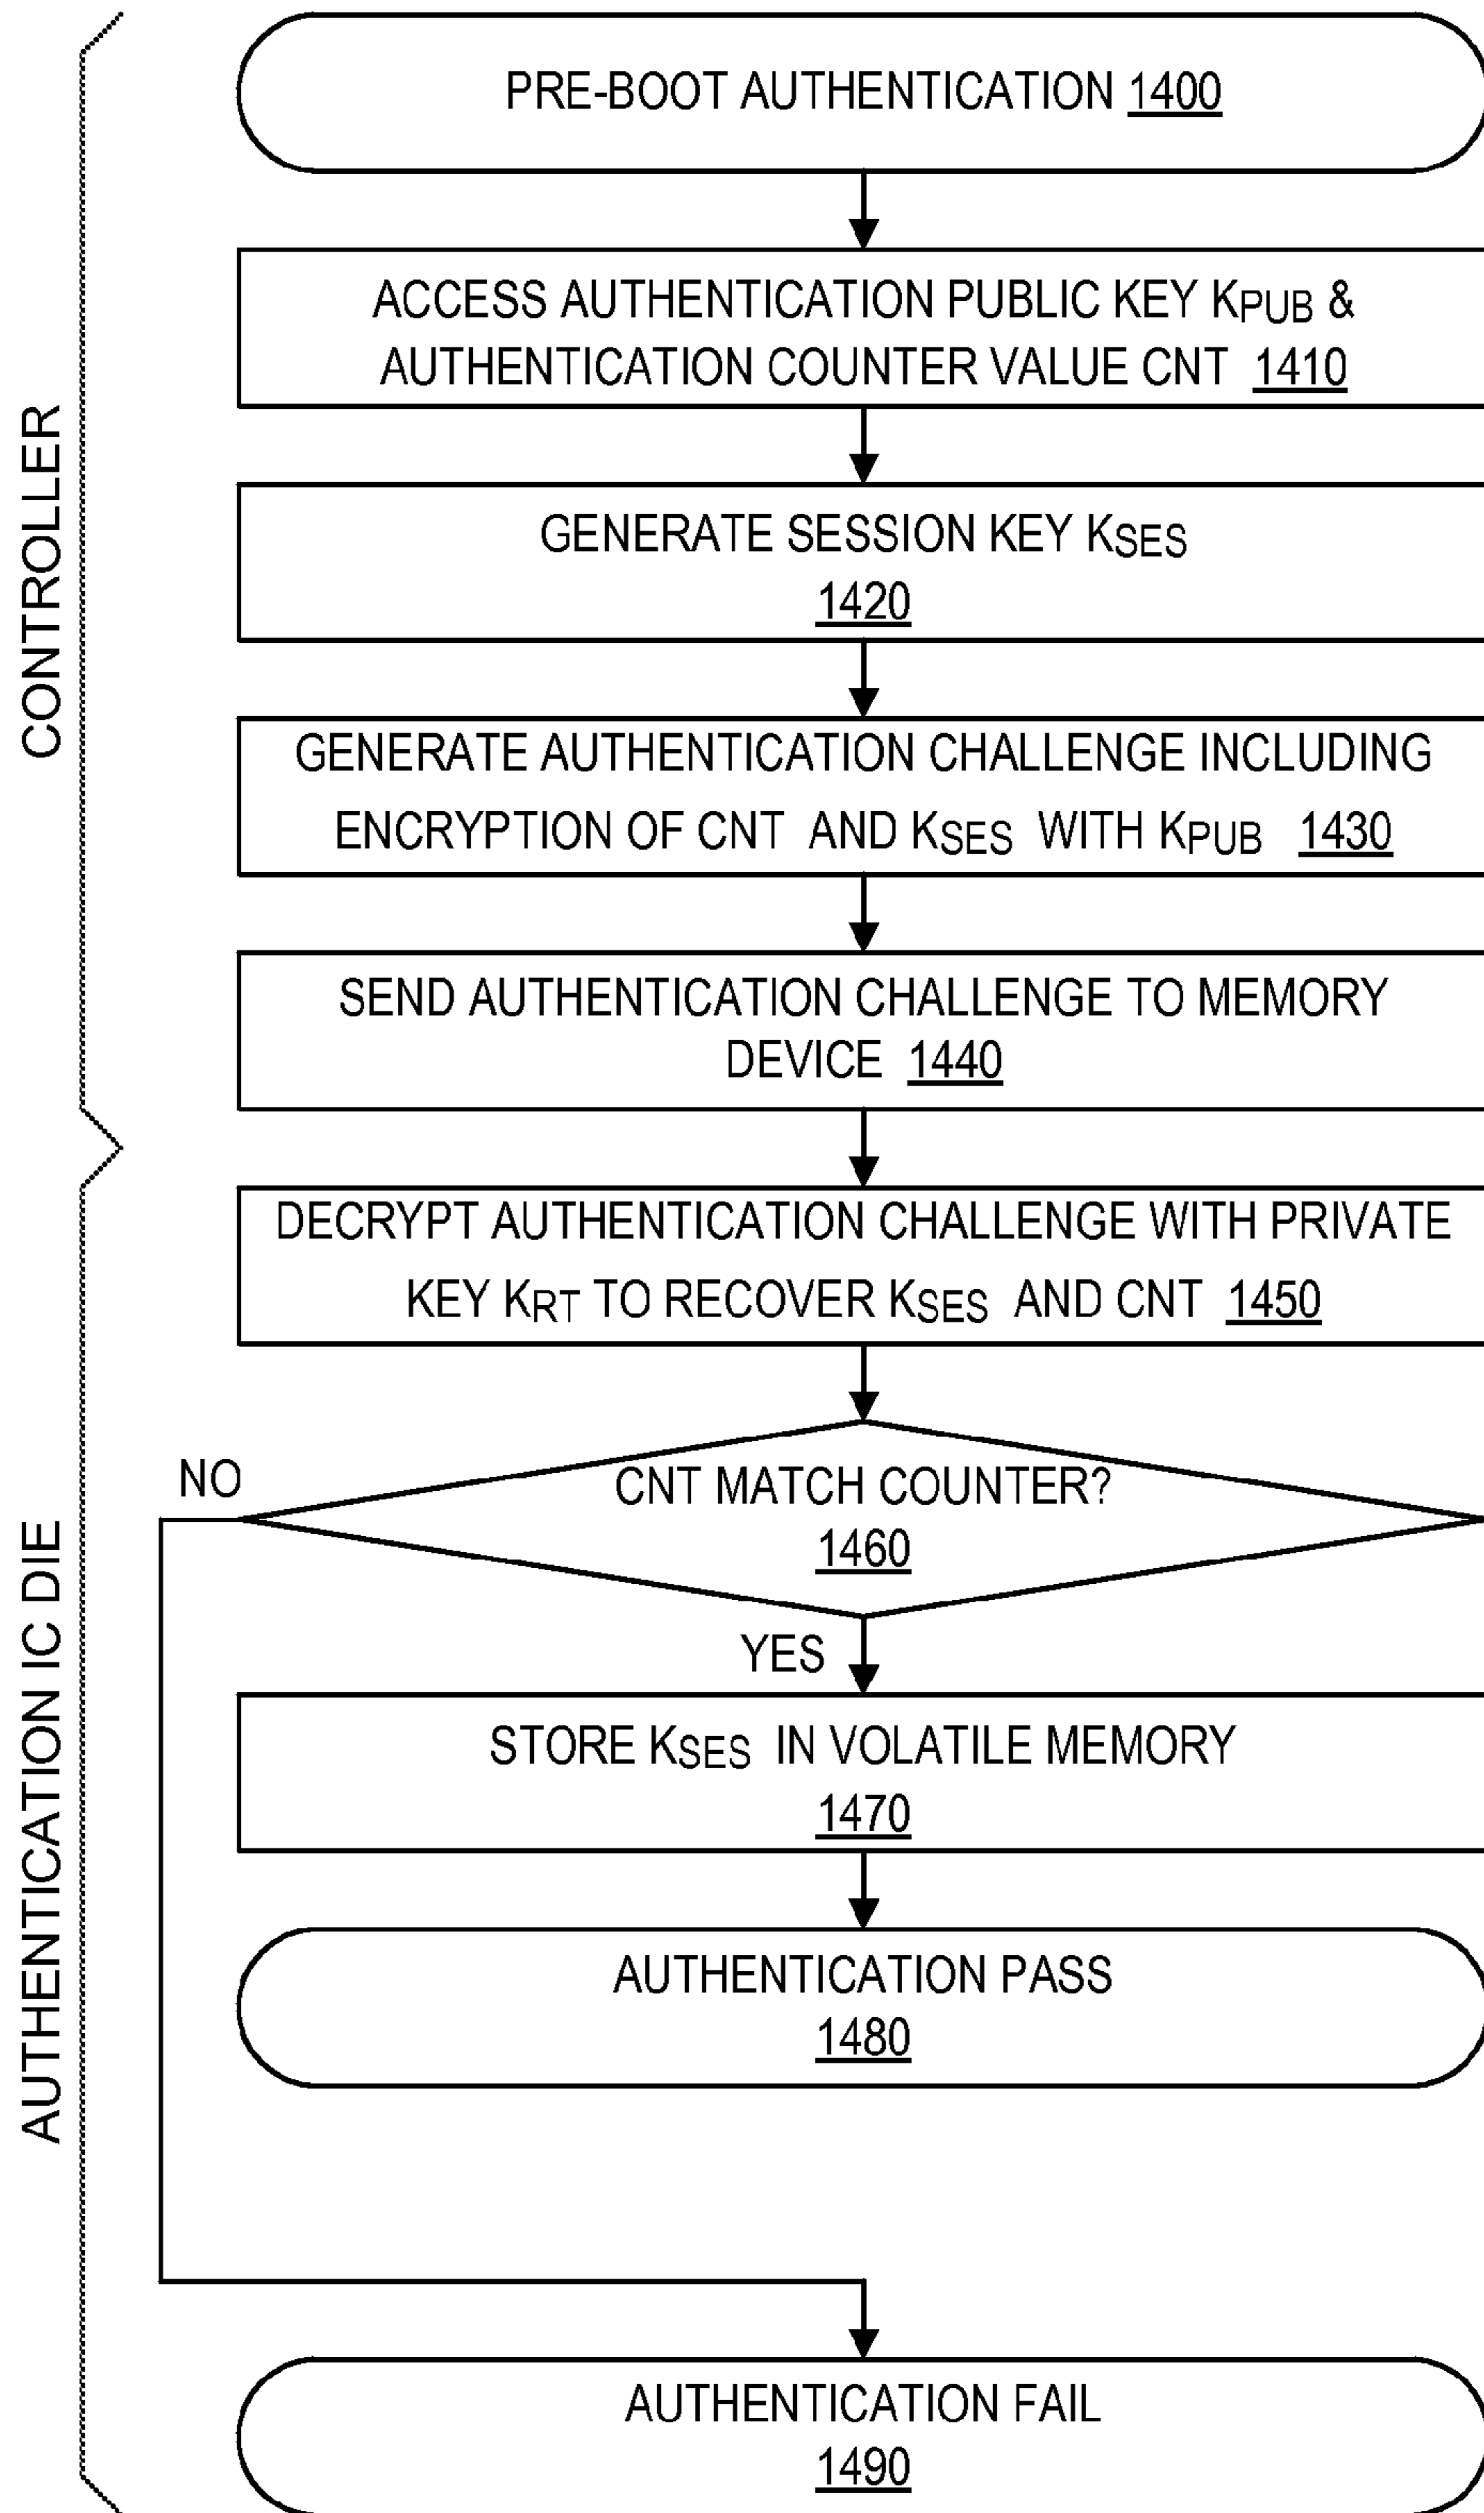 PRE-BOOT AUTHENTICATION 1400
ACCESS AUTHENTICATION PUBLIC KEY KPUB &
AUTHENTICATION COUNTER VALUE CNT 1410
GENERATE SESSION KEY KSES
1420
GENERATE AUTHENTICATION CHALLENGE INCLUDING
ENCRYPTION OF CNT AND KSES WITH KPUB 1430
SEND AUTHENTICATION CHALLENGE TO MEMORY
DEVICE 1440
CONTROLLER
DECRYPT AUTHENTICATION CHALLENGE WITH PRIVATE
KEY KRT TO RECOVER KSES AND CNT 1450
NO
CNT MATCH COUNTER?
1460
YES
STORE KSES IN VOLATILE MEMORY
1470
AUTHENTICATION PASS
1480
AUTHENTICATION FAIL
1490
AUTHENTICATION IC DIE